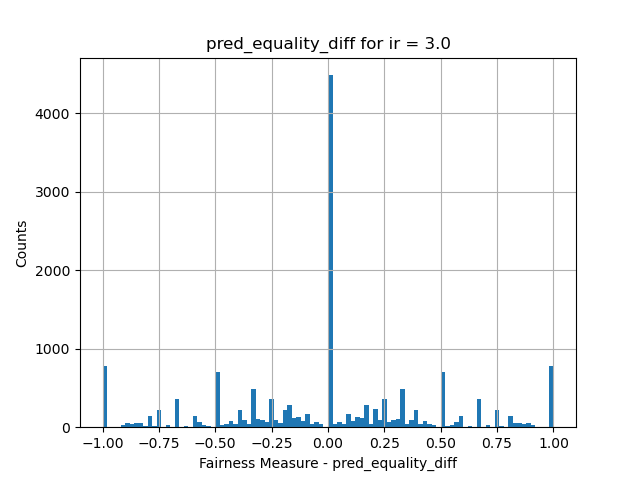 pred_equality_diff for ir = 3.0
4000
3000
2000
1000
0
Counts
−1.00 −0.75 −0.50 −0.25 0.00 0.25 0.50 0.75 1.00
Fairness Measure - pred_equality_diff